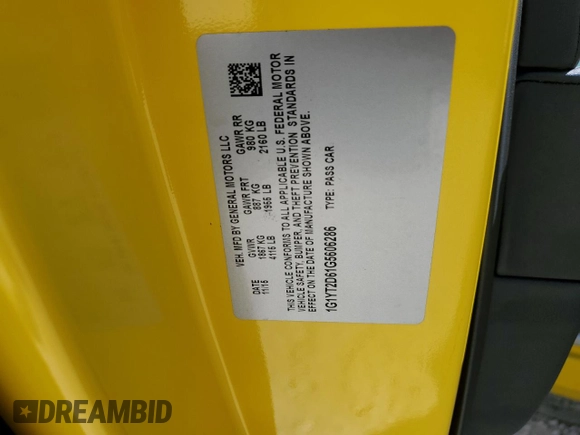 VEH. MFD BY GENERAL MOTORS LLC
DATE GVWR GAWR FRT GAWR RR
11/15 1867 KG 887 KG 980 KG
4115 LB 1955 LB 2160 LB
THIS VEHICLE CONFORMS TO ALL APPLICABLE U.S. FEDERAL MOTOR
VEHICLE SAFETY, BUMPER, AND THEFT PREVENTION STANDARDS IN
EFFECT ON THE DATE OF MANUFACTURE SHOWN ABOVE.
1G1YT2D61G5606286 TYPE: PASS CAR
DREAMBID